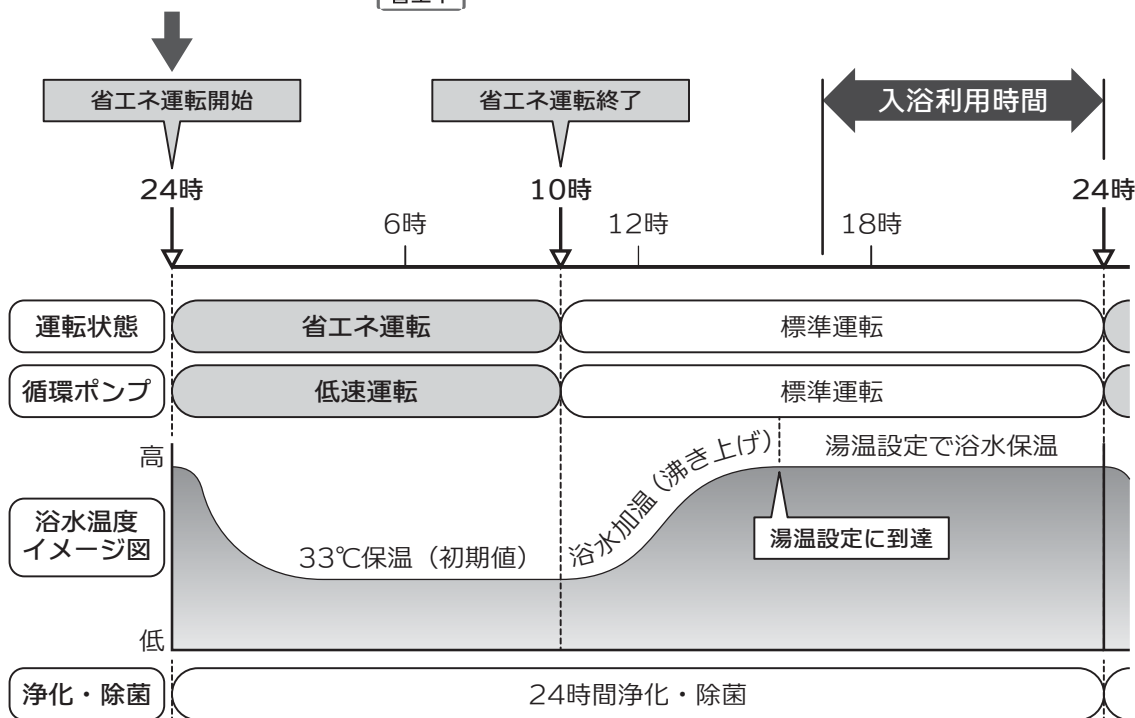 省エネ運転開始
省エネ運転終了
入浴利用時間
24時
10時
24時
6時
12時
18時
運転状態
省エネ運転
標準運転
循環ポンプ
低速運転
標準運転
高
浴水加温（沸き上げ）
湯温設定で浴水保温
浴水温度
イメージ図
33℃保温（初期値）
湯温設定に到達
低
浄化・除菌
24時間浄化・除菌